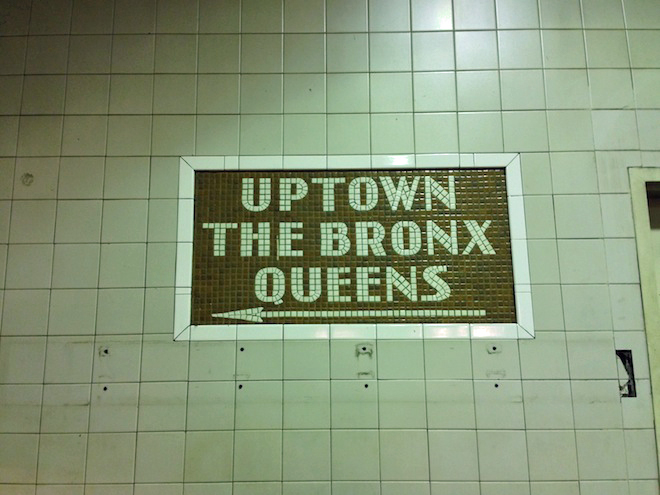 UPTOWN
THE BRONX
QUEENS